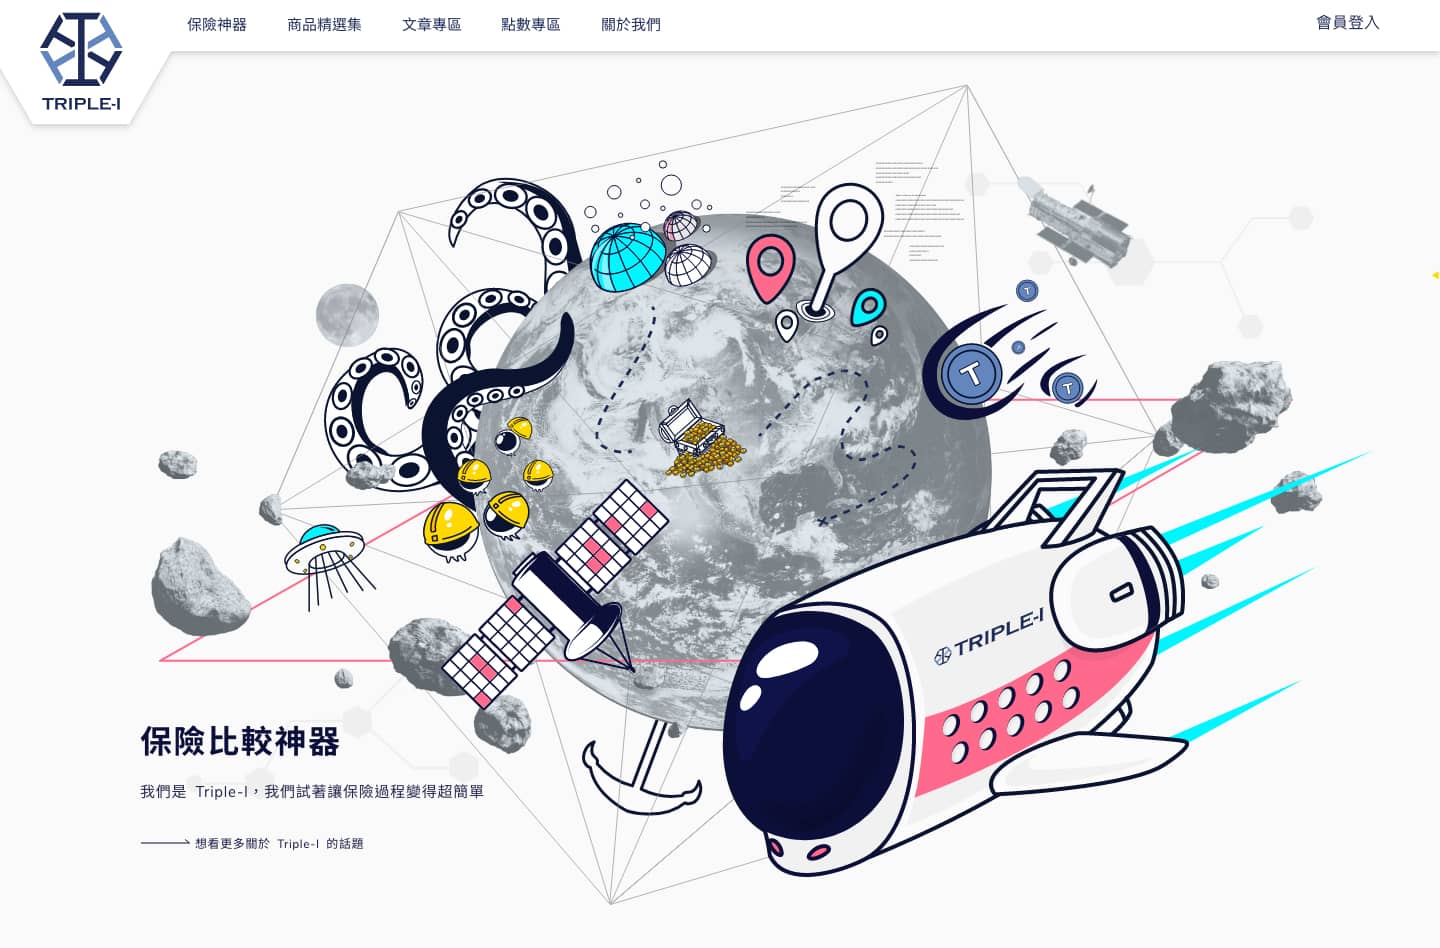 保險神器
商品精選集
文章專區
點數專區
關於我們
會員登入
TRIPLE-I
T
T
T
TRIPLE-I
保險比較神器
我們是 Triple-I，我們試著讓保險過程變得超簡單
想看更多關於 Triple-I 的話題